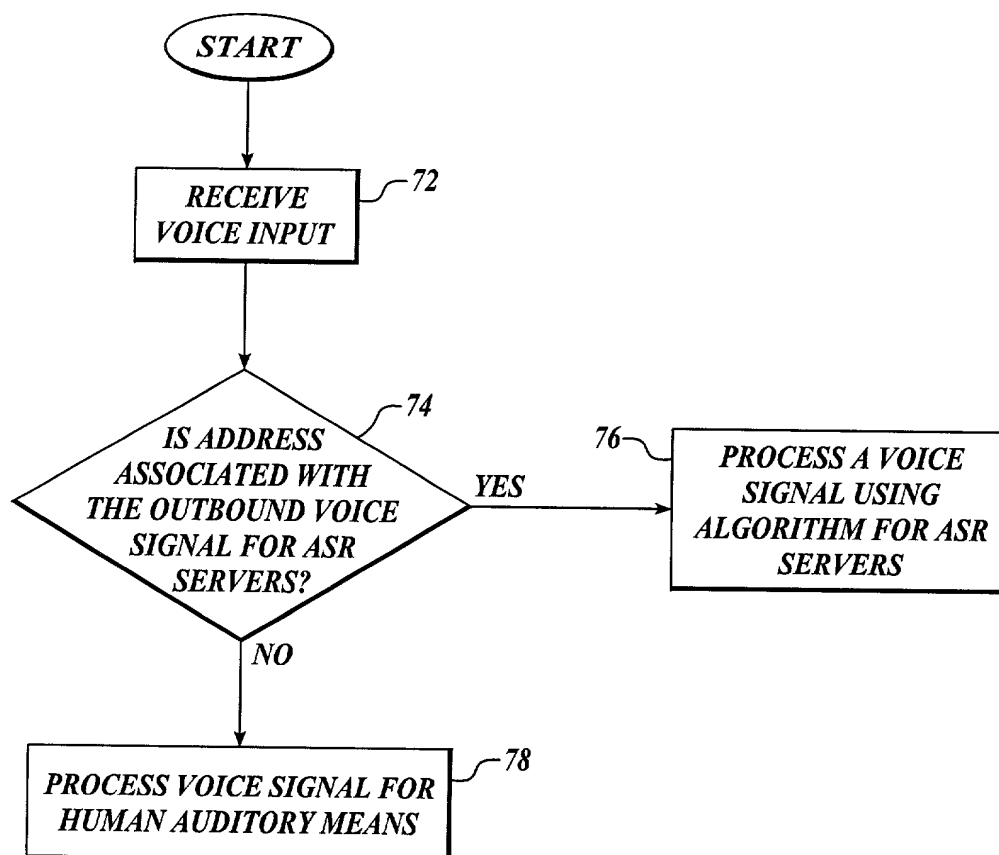 START
RECEIVE
VOICE INPUT
72
IS ADDRESS
ASSOCIATED WITH
THE OUTBOUND VOICE
SIGNAL FOR ASR
SERVERS?
74
YES
76
PROCESS A VOICE
SIGNAL USING
ALGORITHM FOR ASR
SERVERS
NO
PROCESS VOICE SIGNAL FOR
HUMAN AUDITORY MEANS
78